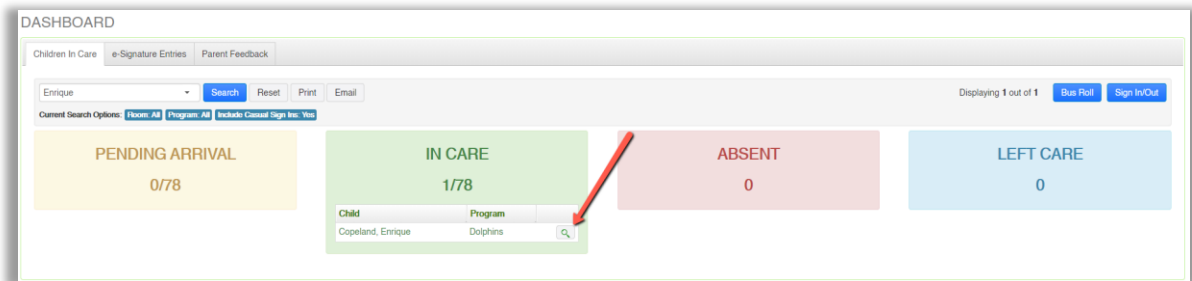 DASHBOARD
Children In Care e-Signature Entries Parent Feedback
Enrique Search Reset Print Email Displaying 1 out of 1 Bus Roll Sign In/Out
Current Search Options: Room: All Program: All Include Casual Sign Ins: Yes
PENDING ARRIVAL IN CARE ABSENT LEFT CARE
0/78 1/78 0 0
Child Program
Copeland, Enrique Dolphins